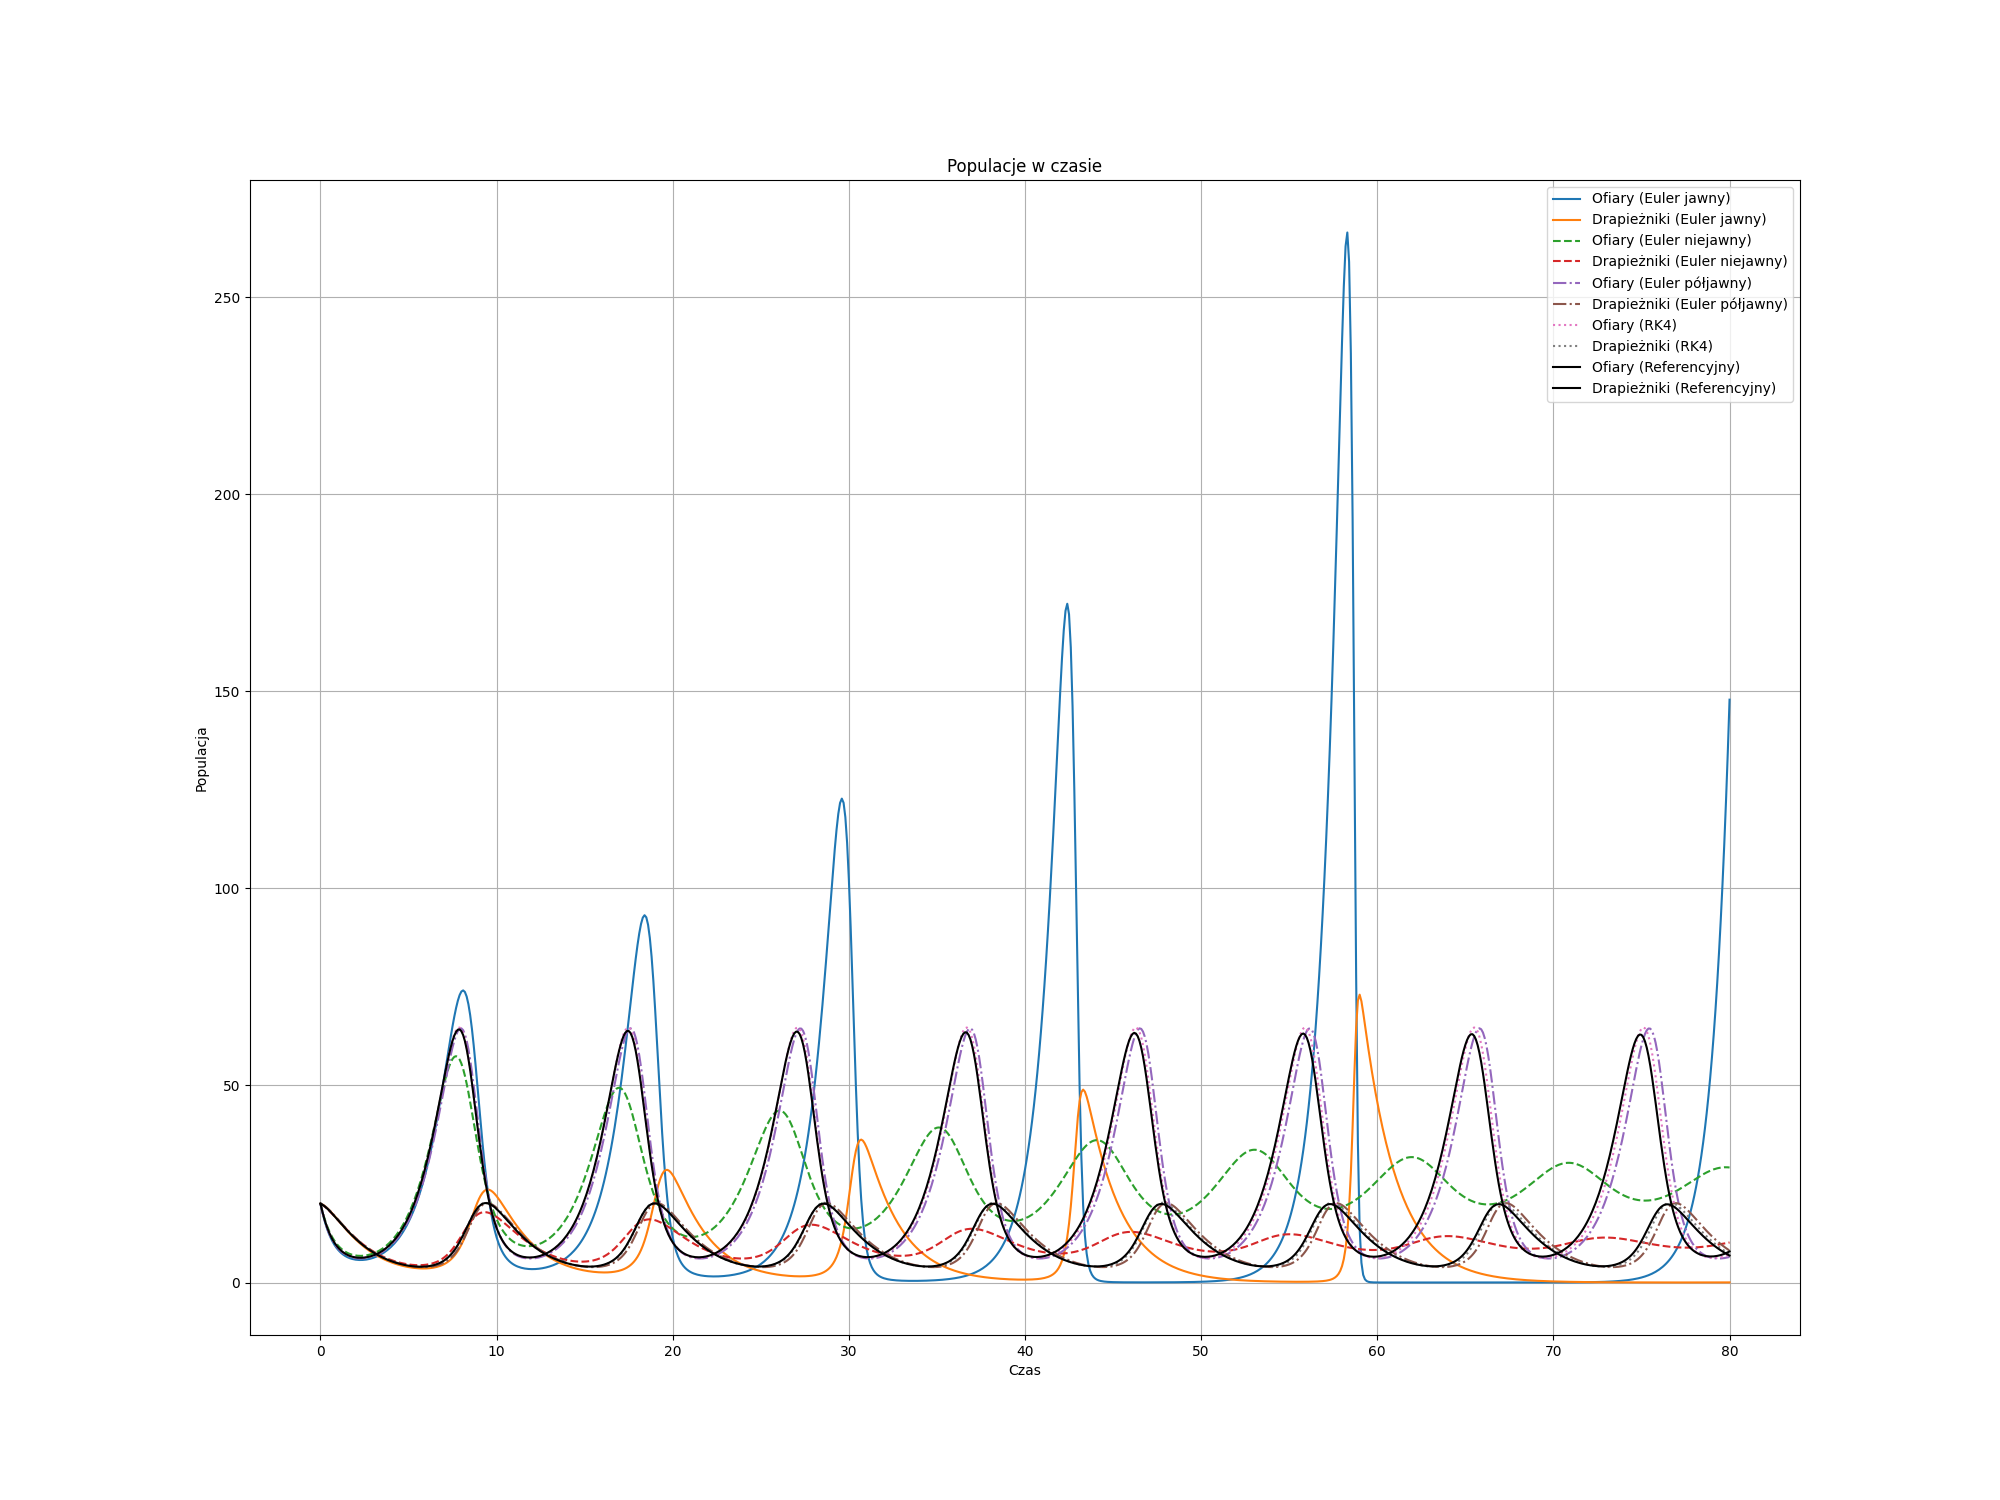 Populacje w czasie
Ofiary (Euler jawny)
Drapieżniki (Euler jawny)
Ofiary (Euler niejawny)
Drapieżniki (Euler niejawny)
Ofiary (Euler półjawny)
Drapieżniki (Euler półjawny)
Ofiary (RK4)
Drapieżniki (RK4)
Ofiary (Referencyjny)
Drapieżniki (Referencyjny)
250
200
150
100
50
0
Populacja
0 10 20 30 40 50 60 70 80
Czas